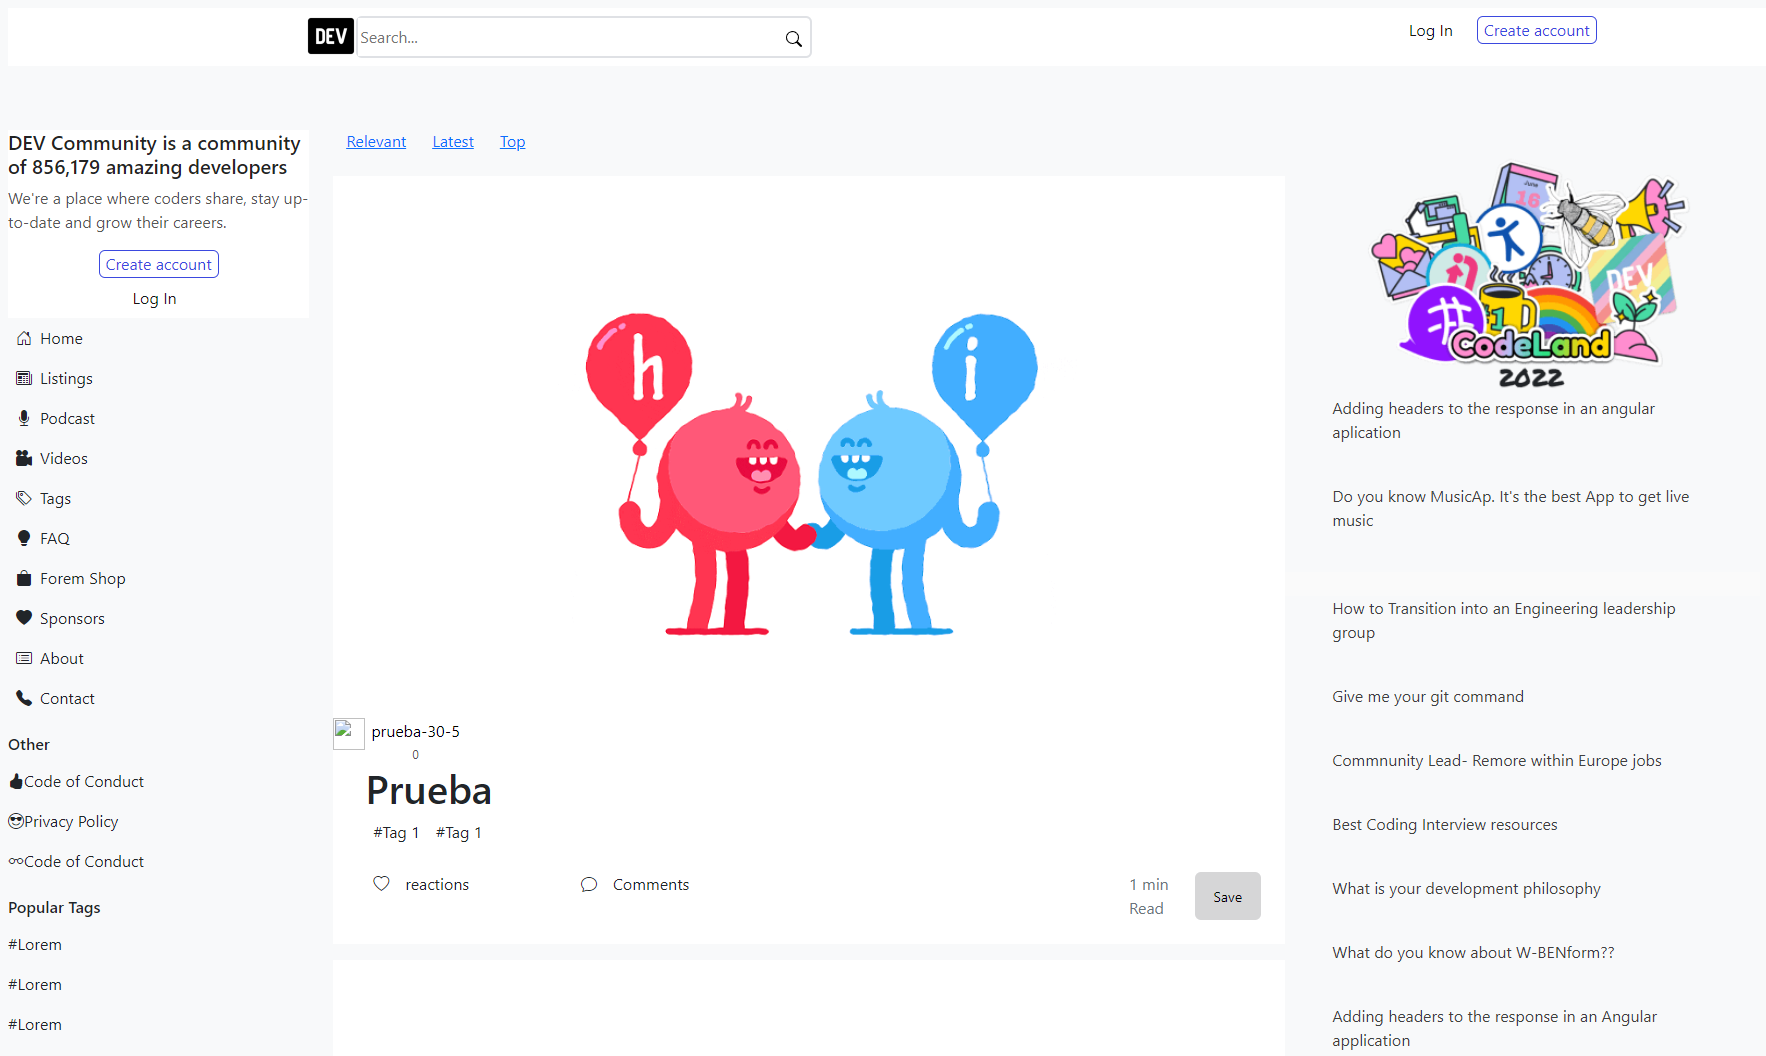 DEV
Search...
Log In
Create account
DEV Community is a community
of 856,179 amazing developers
We're a place where coders share, stay up-
to-date and grow their careers.
Create account
Log In
Home
Listings
Podcast
Videos
Tags
FAQ
Forem Shop
Sponsors
About
Contact
Other
Code of Conduct
Privacy Policy
Code of Conduct
Popular Tags
#Lorem
#Lorem
#Lorem
Relevant
Latest
Top
h
i
prueba-30-5
0
Prueba
#Tag 1
#Tag 1
reactions
Comments
1 min
Read
Save
June
16
DEV
#1
CodeLand
2022
Adding headers to the response in an angular
aplication
Do you know MusicAp. It's the best App to get live
music
How to Transition into an Engineering leadership
group
Give me your git command
Commnunity Lead- Remore within Europe jobs
Best Coding Interview resources
What is your development philosophy
What do you know about W-BENform??
Adding headers to the response in an Angular
application